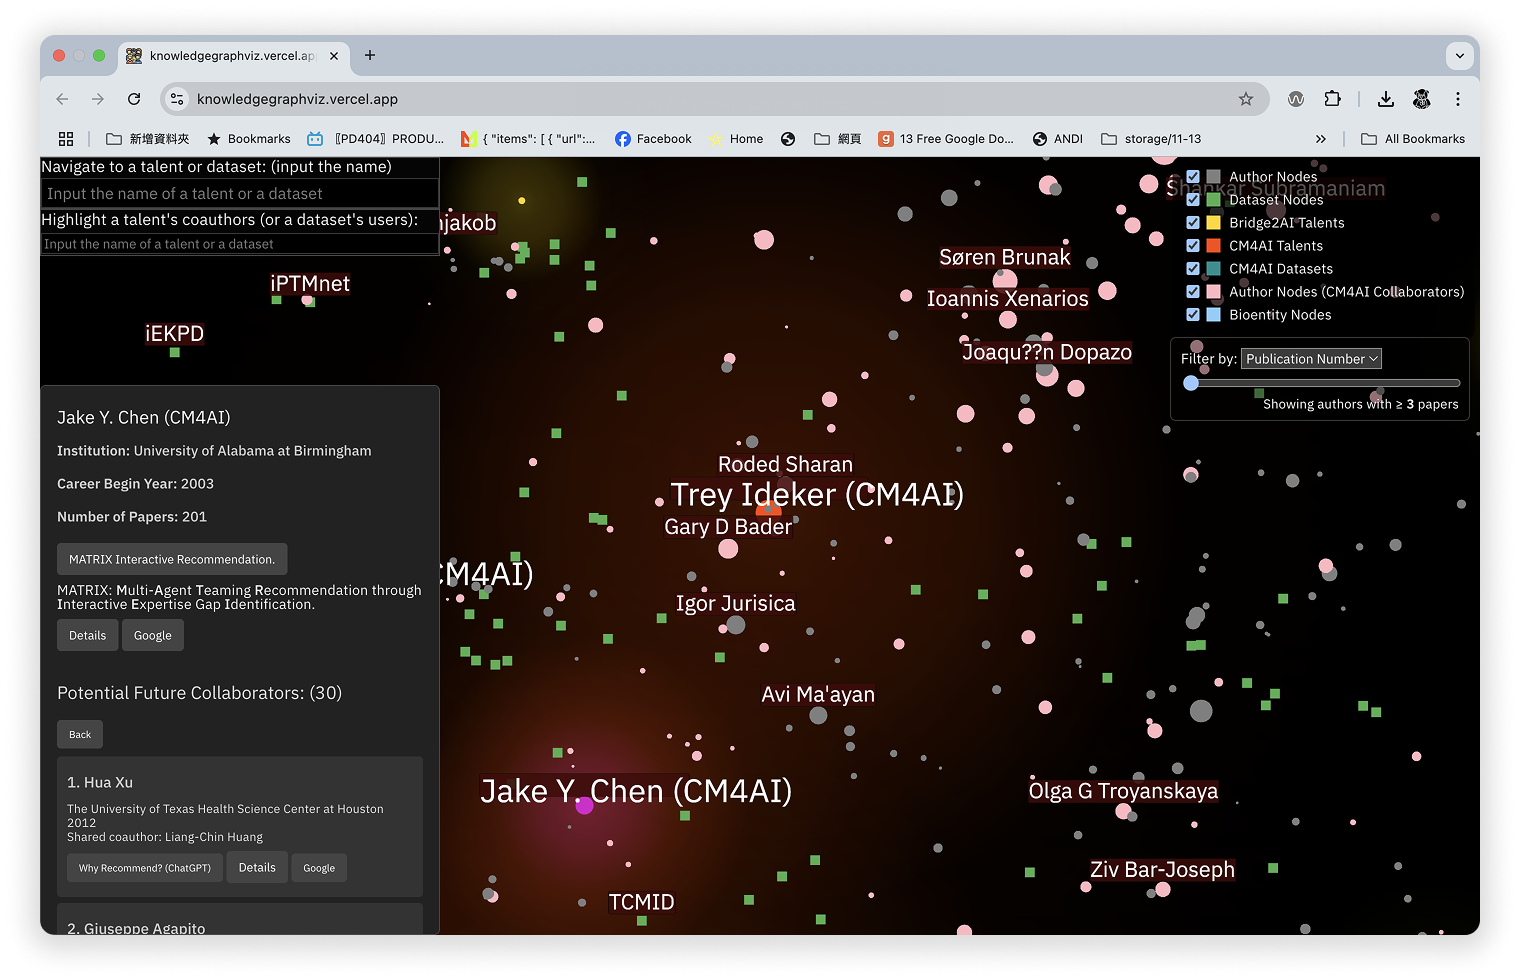 knowledgegraphviz.vercel.ap
knowledgegraphviz.vercel.app
新增資料夾
Bookmarks
〖PD404〗PRODU...
{ "items": [ { "url":...
Facebook
Home
網頁
13 Free Google Do...
ANDI
storage/11-13
All Bookmarks
Navigate to a talent or dataset: (input the name)
Input the name of a talent or a dataset
Highlight a talent's coauthors (or a dataset's users):
Input the name of a talent or a dataset
njakob
iPTMnet
iEKPD
Shankar Subramaniam
Author Nodes
Dataset Nodes
Bridge2AI Talents
CM4AI Talents
CM4AI Datasets
Author Nodes (CM4AI Collaborators)
Bioentity Nodes
Filter by: Publication Number
Showing authors with ≥ 3 papers
Søren Brunak
Ioannis Xenarios
Joaqu??n Dopazo
Roded Sharan
Trey Ideker (CM4AI)
Gary D Bader
CM4AI)
Igor Jurisica
Avi Ma'ayan
Jake Y. Chen (CM4AI)
Olga G Troyanskaya
Ziv Bar-Joseph
TCMID
Jake Y. Chen (CM4AI)
Institution: University of Alabama at Birmingham
Career Begin Year: 2003
Number of Papers: 201
MATRIX Interactive Recommendation.
MATRIX: Multi-Agent Teaming Recommendation through
Interactive Expertise Gap Identification.
Details
Google
Potential Future Collaborators: (30)
Back
1. Hua Xu
The University of Texas Health Science Center at Houston
2012
Shared coauthor: Liang-Chin Huang
Why Recommend? (ChatGPT)
Details
Google
2. Giuseppe Agapito